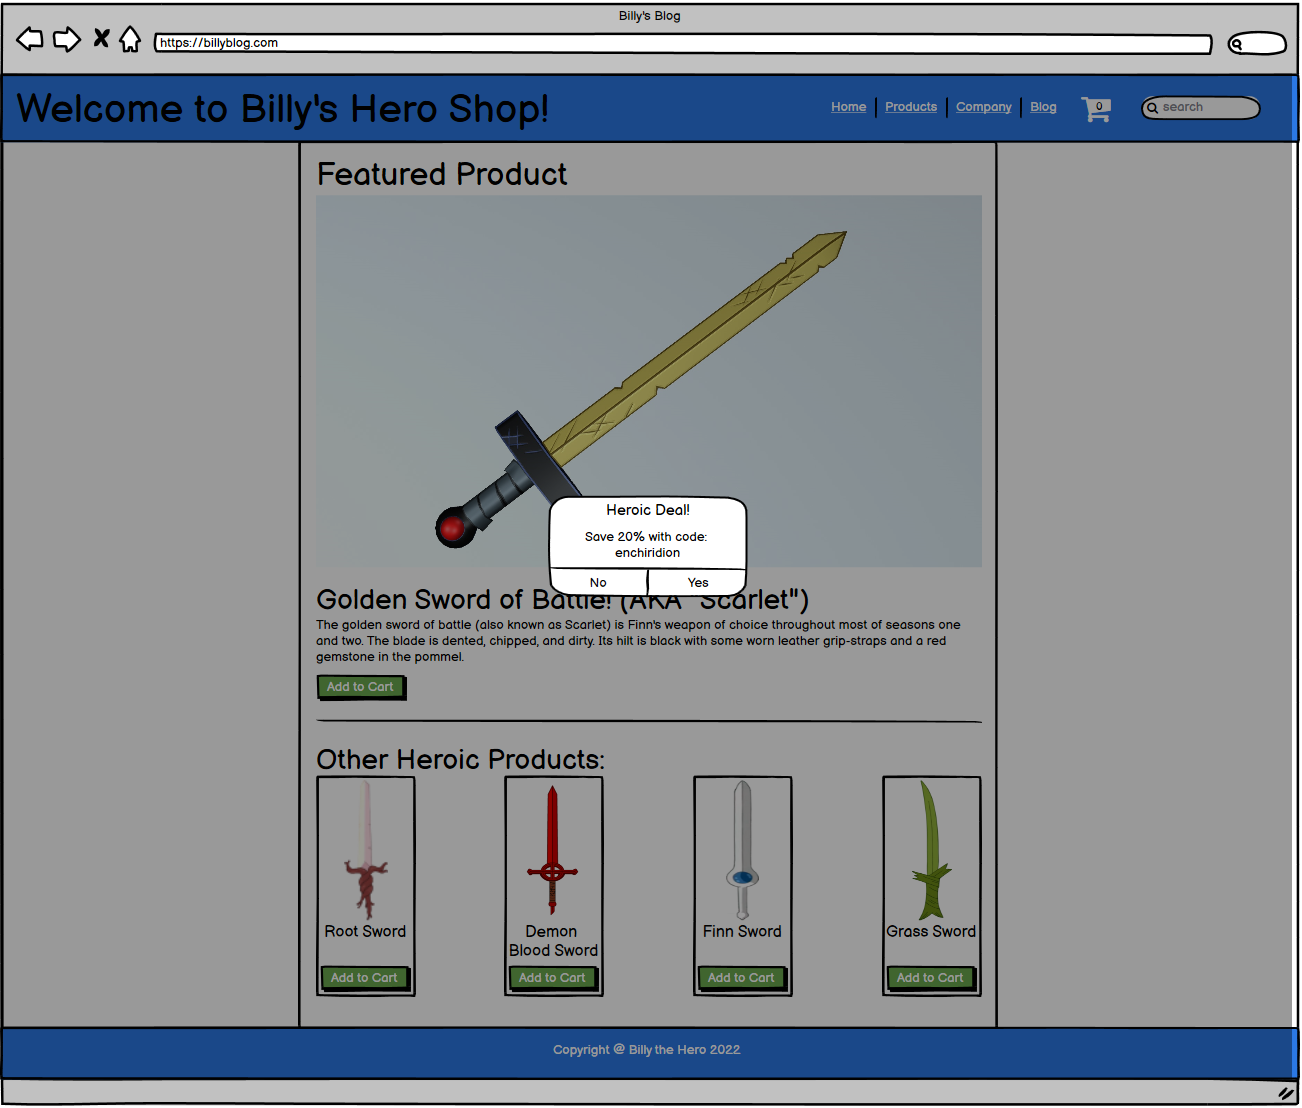 Billy's Blog
https://billyblog.com
Welcome to Billy's Hero Shop!
Home Products Company Blog 0 search
Featured Product
Heroic Deal!
Save 20% with code:
enchiridion
No Yes
Golden Sword of Battle! (AKA "Scarlet")
The golden sword of battle (also known as Scarlet) is Finn's weapon of choice throughout most of seasons one
and two. The blade is dented, chipped, and dirty. Its hilt is black with some worn leather grip-straps and a red
gemstone in the pommel.
Add to Cart
Other Heroic Products:
Root Sword
Add to Cart
Demon
Blood Sword
Add to Cart
Finn Sword
Add to Cart
Grass Sword
Add to Cart
Copyright @ Billy the Hero 2022